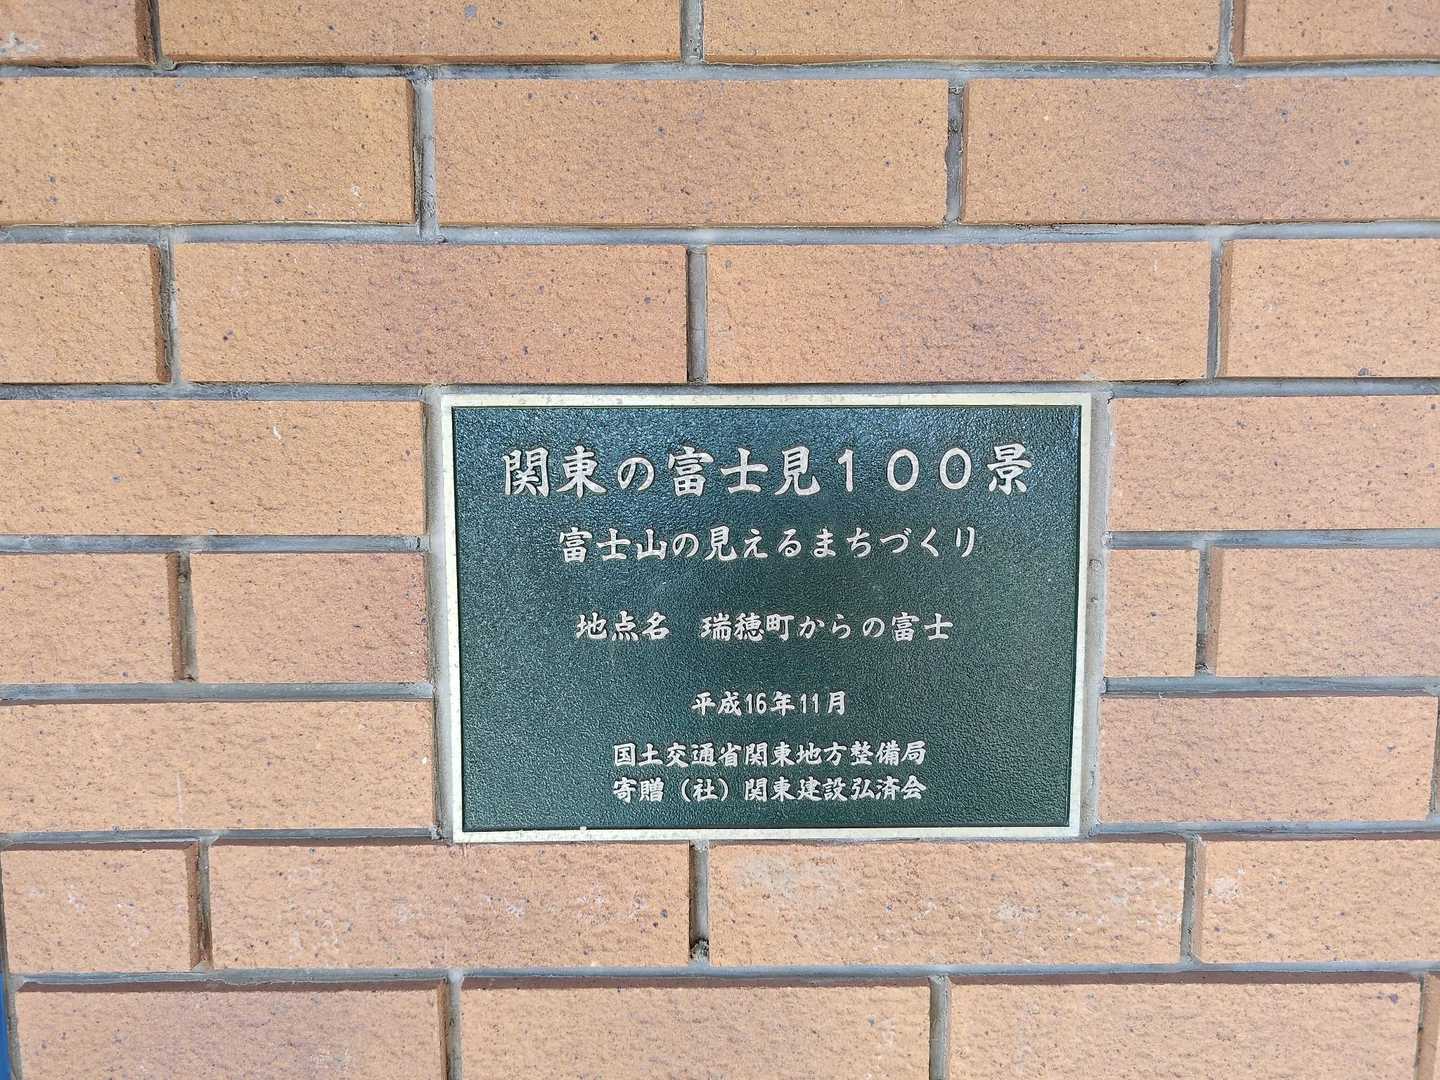 関東の富士見１００景
富士山の見えるまちづくり
地点名　瑞穂町からの富士
平成16年11月
国土交通省関東地方整備局
寄贈（社）関東建設弘済会